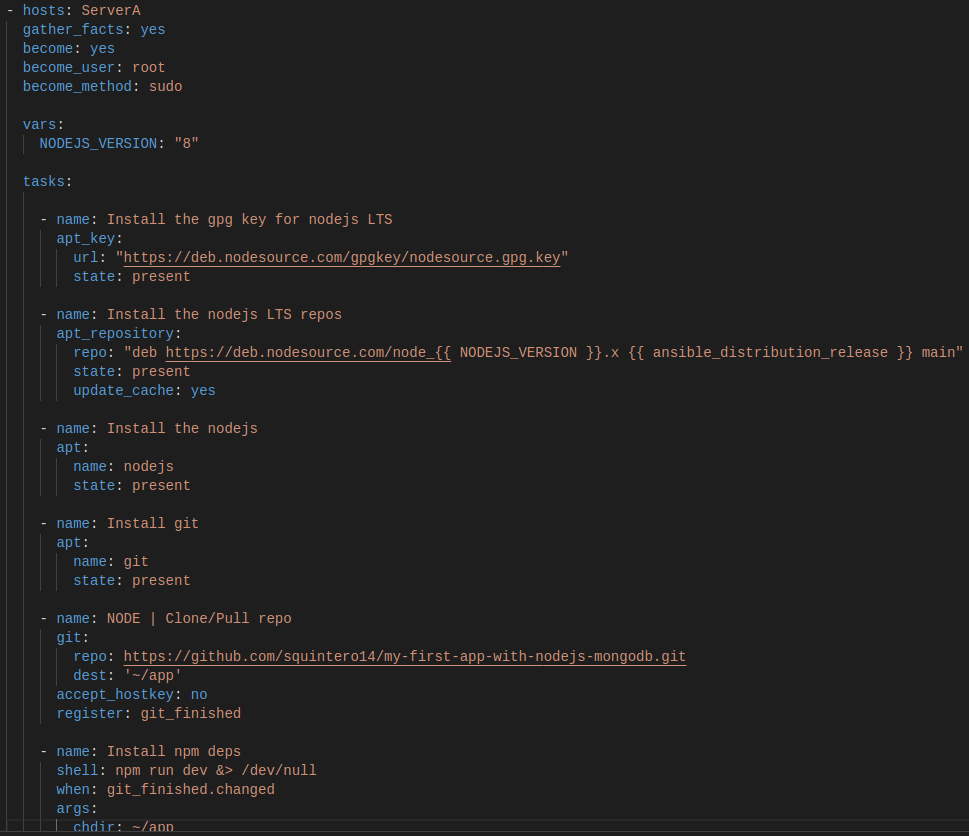 - hosts: ServerA
  gather_facts: yes
  become: yes
  become_user: root
  become_method: sudo

  vars:
    NODEJS_VERSION: "8"

  tasks:

    - name: Install the gpg key for nodejs LTS
      apt_key:
        url: "https://deb.nodesource.com/gpgkey/nodesource.gpg.key"
        state: present

    - name: Install the nodejs LTS repos
      apt_repository:
        repo: "deb https://deb.nodesource.com/node_{{ NODEJS_VERSION }}.x {{ ansible_distribution_release }} main"
        state: present
        update_cache: yes

    - name: Install the nodejs
      apt:
        name: nodejs
        state: present

    - name: Install git
      apt:
        name: git
        state: present

    - name: NODE | Clone/Pull repo
      git:
        repo: https://github.com/squintero14/my-first-app-with-nodejs-mongodb.git
        dest: '~/app'
      accept_hostkey: no
      register: git_finished

    - name: Install npm deps
      shell: npm run dev &> /dev/null
      when: git_finished.changed
      args:
        chdir: ~/app